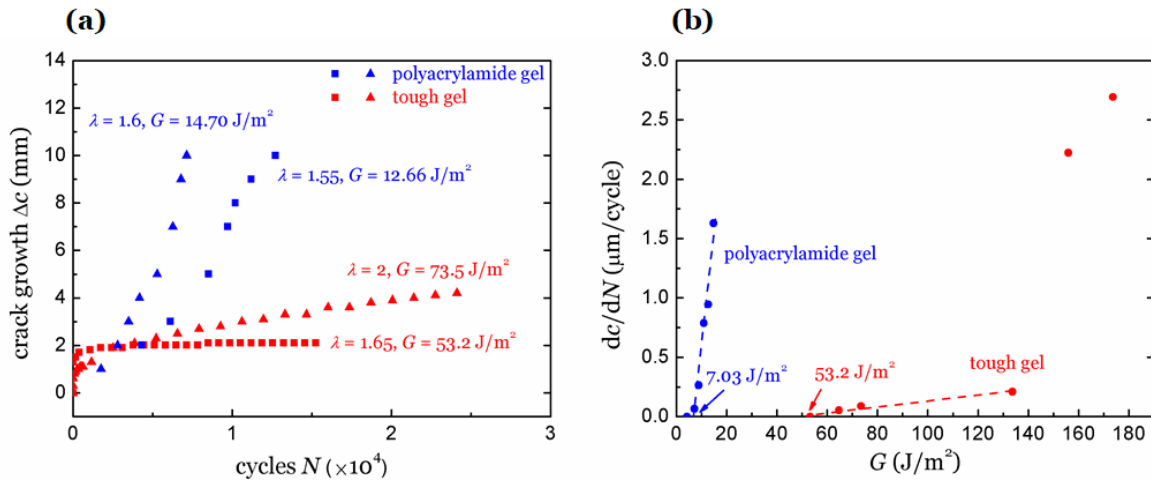 (a)
14
12
10
8
6
4
2
0
crack growth Δc (mm)
polyacrylamide gel
tough gel
λ = 1.6, G = 14.70 J/m²
λ = 1.55, G = 12.66 J/m²
λ = 2, G = 73.5 J/m²
λ = 1.65, G = 53.2 J/m²
0 1 2 3
cycles N (×10⁴)
(b)
3.0
2.5
2.0
1.5
1.0
0.5
0.0
dc/dN (μm/cycle)
polyacrylamide gel
7.03 J/m²
53.2 J/m²
tough gel
0 20 40 60 80 100 120 140 160 180
G (J/m²)